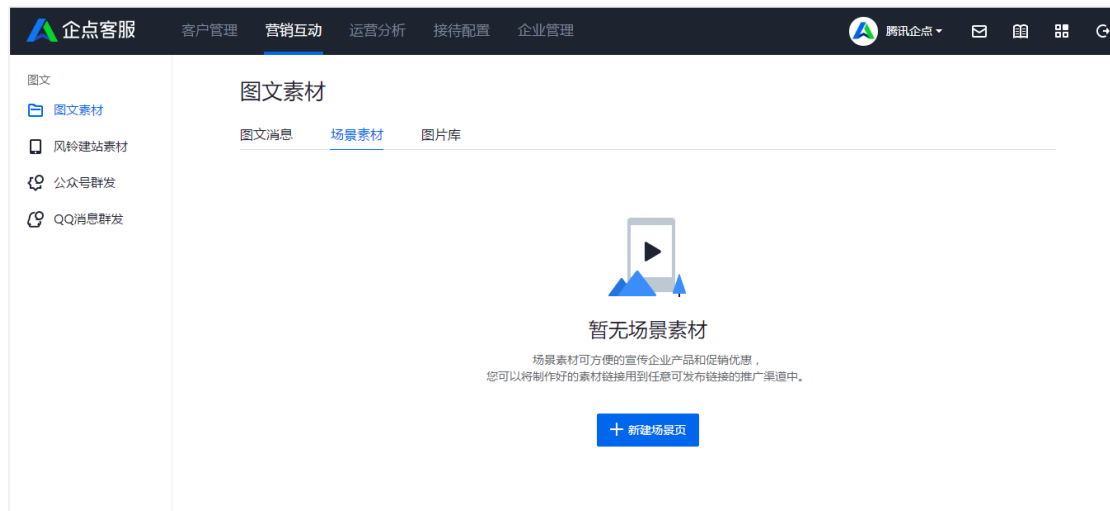 企点客服
客户管理 营销互动 运营分析 接待配置 企业管理
腾讯企点
图文
图文素材
风铃建站素材
公众号群发
QQ消息群发
图文素材
图文消息 场景素材 图片库
暂无场景素材
场景素材可方便的宣传企业产品和促销优惠，
您可以将制作好的素材链接用到任意可发布链接的推广渠道中。
新建场景页